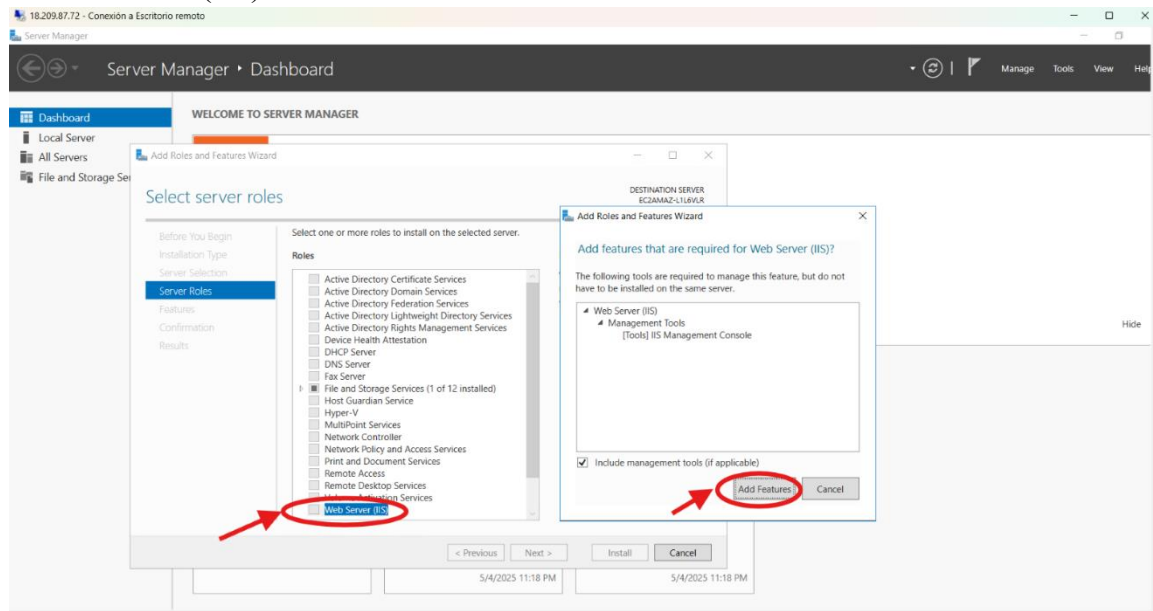 18.209.87.72 - Conexión a Escritorio remoto
Server Manager
Server Manager • Dashboard
Manage Tools View Help
Dashboard
Local Server
All Servers
File and Storage Ser
WELCOME TO SERVER MANAGER
Add Roles and Features Wizard
Select server roles
DESTINATION SERVER
EC2AMAZ-L1L6VLR
Before You Begin
Installation Type
Server Selection
Server Roles
Features
Confirmation
Results
Select one or more roles to install on the selected server.
Roles
Active Directory Certificate Services
Active Directory Domain Services
Active Directory Federation Services
Active Directory Lightweight Directory Services
Active Directory Rights Management Services
Device Health Attestation
DHCP Server
DNS Server
Fax Server
File and Storage Services (1 of 12 installed)
Host Guardian Service
Hyper-V
MultiPoint Services
Network Controller
Network Policy and Access Services
Print and Document Services
Remote Access
Remote Desktop Services
Volume Activation Services
Web Server (IIS)
< Previous Next > Install Cancel
Add Roles and Features Wizard
Add features that are required for Web Server (IIS)?
The following tools are required to manage this feature, but do not
have to be installed on the same server.
Web Server (IIS)
Management Tools
[Tools] IIS Management Console
Include management tools (if applicable)
Add Features Cancel
Hide
5/4/2025 11:18 PM 5/4/2025 11:18 PM